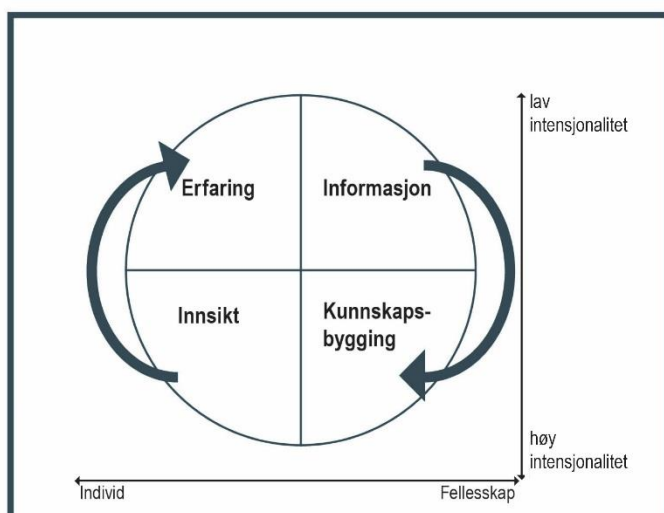 lav
intensjonalitet
Erfaring
Informasjon
Innsikt
Kunnskaps-
bygging
høy
intensjonalitet
Individ
Fellesskap